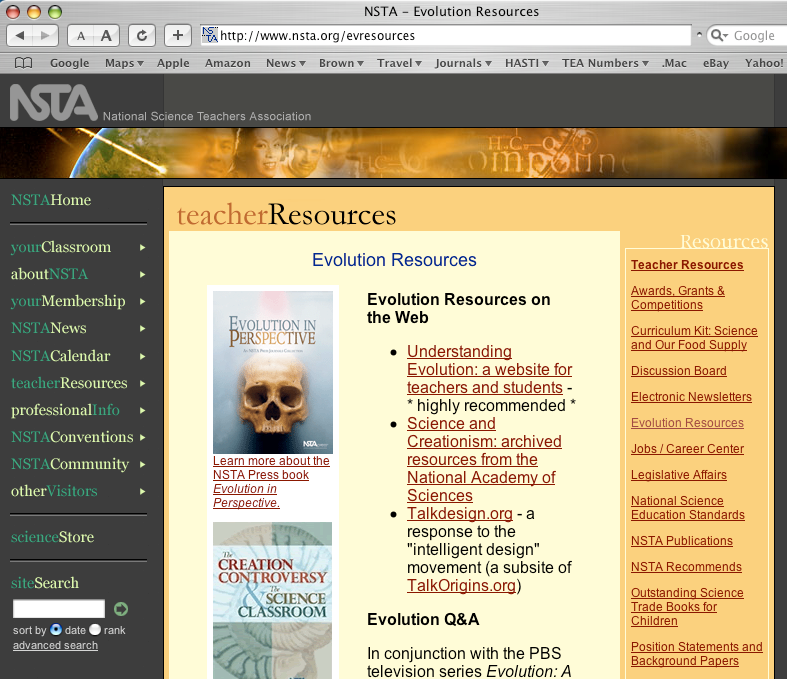 NSTA – Evolution Resources
A A
http://www.nsta.org/evresources
Google
Google Maps Apple Amazon News Brown Travel Journals HASTI TEA Numbers .Mac eBay Yahoo!
NSTA National Science Teachers Association
NSTAHome
yourClassroom
aboutNSTA
yourMembership
NSTANews
NSTACalendar
teacherResources
professionalInfo
NSTAConventions
NSTACommunity
otherVisitors
scienceStore
siteSearch
sort by date rank
advanced search
teacherResources
Evolution Resources
EVOLUTION IN
PERSPECTIVE
NSTA
Learn more about the
NSTA Press book
Evolution in
Perspective.
The
CREATION
CONTROVERSY
& The
SCIENCE
CLASSROOM
Evolution Resources on
the Web
• Understanding
Evolution: a website for
teachers and students -
* highly recommended *
• Science and
Creationism: archived
resources from the
National Academy of
Sciences
• Talkdesign.org - a
response to the
"intelligent design"
movement (a subsite of
TalkOrigins.org)
Evolution Q&A
In conjunction with the PBS
television series Evolution: A
Resources
Teacher Resources
Awards, Grants &
Competitions
Curriculum Kit: Science
and Our Food Supply
Discussion Board
Electronic Newsletters
Evolution Resources
Jobs / Career Center
Legislative Affairs
National Science
Education Standards
NSTA Publications
NSTA Recommends
Outstanding Science
Trade Books for
Children
Position Statements and
Background Papers